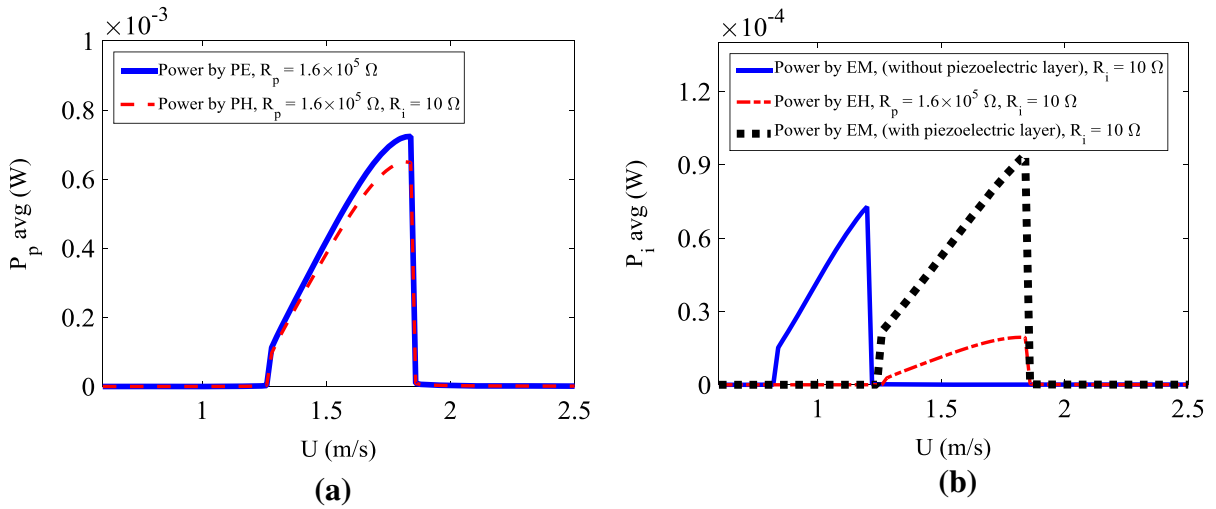 ×10⁻³
1
0.8
0.6
0.4
0.2
0
P_p avg (W)
Power by PE, R_p = 1.6×10⁵ Ω
Power by PH, R_p = 1.6×10⁵ Ω, R_i = 10 Ω
1 1.5 2 2.5
U (m/s)
(a)
×10⁻⁴
1.2
0.9
0.6
0.3
0
P_i avg (W)
Power by EM, (without piezoelectric layer), R_i = 10 Ω
Power by EH, R_p = 1.6×10⁵ Ω, R_i = 10 Ω
Power by EM, (with piezoelectric layer), R_i = 10 Ω
1 1.5 2 2.5
U (m/s)
(b)